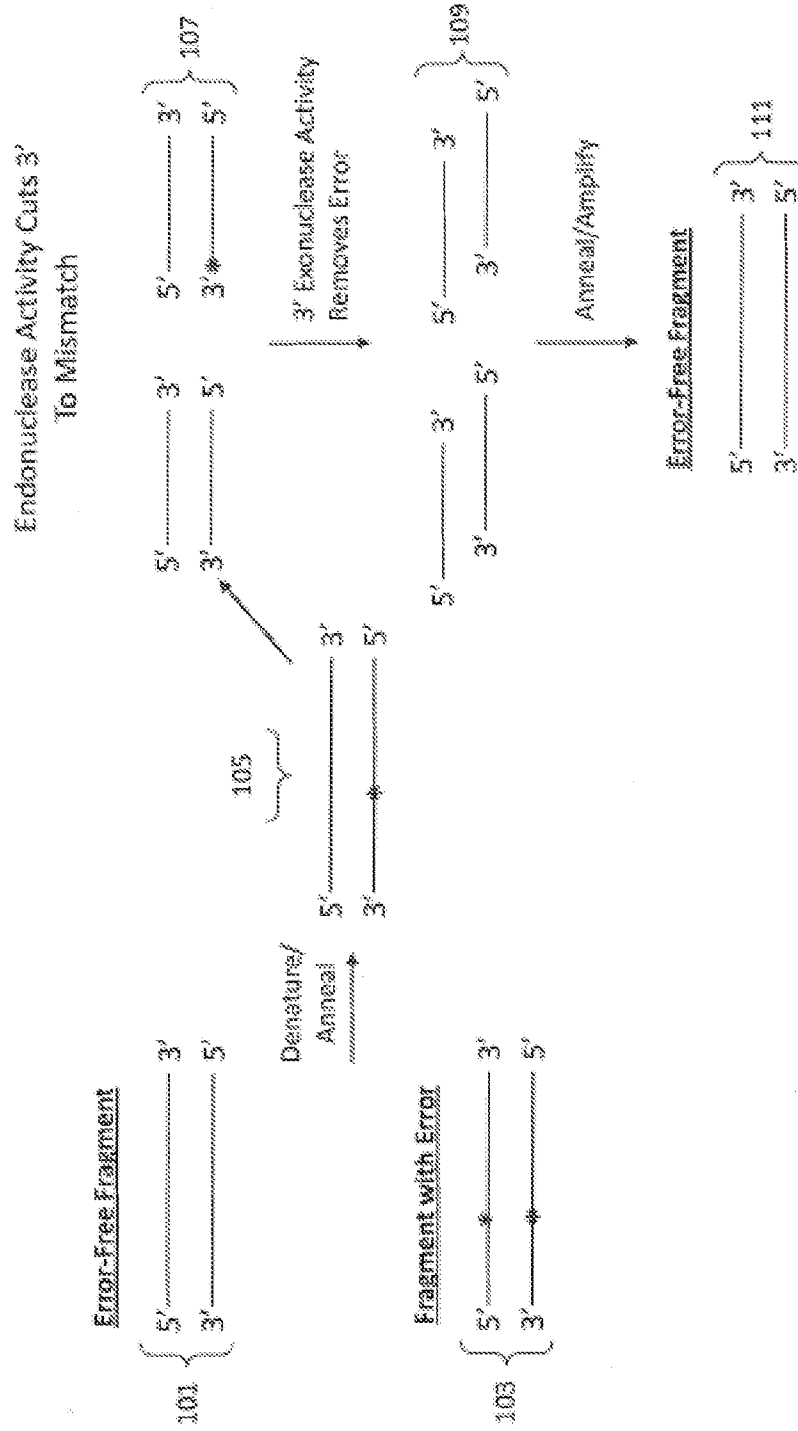 Error-Free Fragment
101
5' 3'
3' 5'
Fragment with Error
103
5' 3'
3' 5'
Denature/
Anneal
105
5' 3'
3' 5'
Endonuclease Activity Cuts 3'
To Mismatch
5' 3' 5' 3'
3' 5' 3' 5'
107
3' Exonuclease Activity
Removes Error
5' 3' 5' 3'
3' 5' 3' 5'
109
Anneal/Amplify
Error-Free Fragment
5' 3'
3' 5'
111